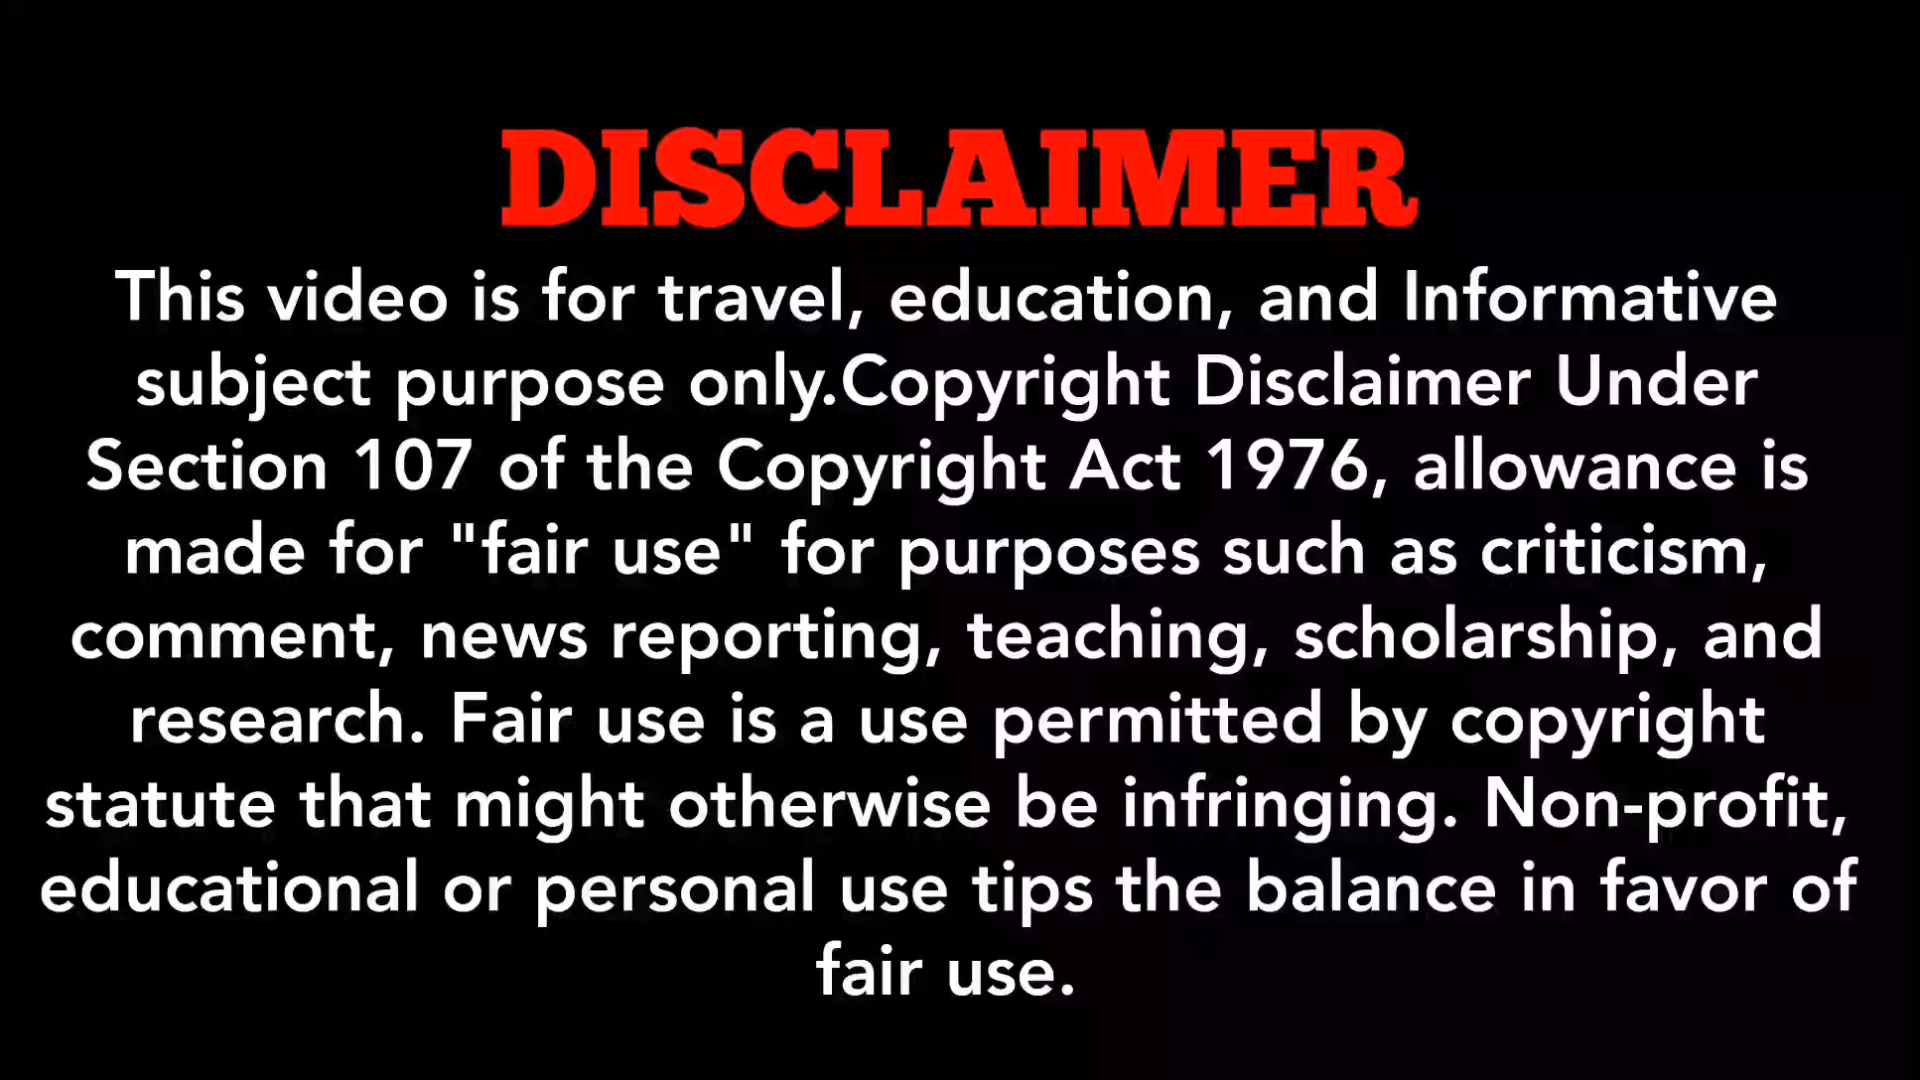 DISCLAIMER
This video is for travel, education, and Informative
subject purpose only.Copyright Disclaimer Under
Section 107 of the Copyright Act 1976, allowance is
made for "fair use" for purposes such as criticism,
comment, news reporting, teaching, scholarship, and
research. Fair use is a use permitted by copyright
statute that might otherwise be infringing. Non-profit,
educational or personal use tips the balance in favor of
fair use.